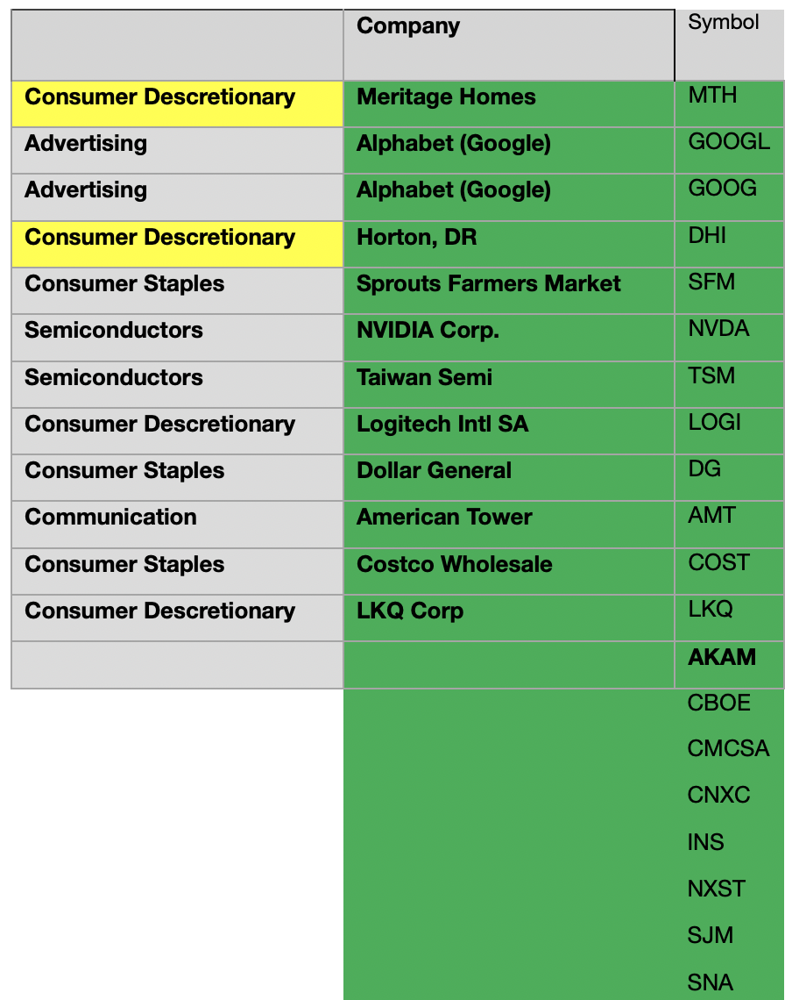 Company Symbol
Consumer Descretionary Meritage Homes MTH
Advertising Alphabet (Google) GOOGL
Advertising Alphabet (Google) GOOG
Consumer Descretionary Horton, DR DHI
Consumer Staples Sprouts Farmers Market SFM
Semiconductors NVIDIA Corp. NVDA
Semiconductors Taiwan Semi TSM
Consumer Descretionary Logitech Intl SA LOGI
Consumer Staples Dollar General DG
Communication American Tower AMT
Consumer Staples Costco Wholesale COST
Consumer Descretionary LKQ Corp LKQ
AKAM
CBOE
CMCSA
CNXC
INS
NXST
SJM
SNA